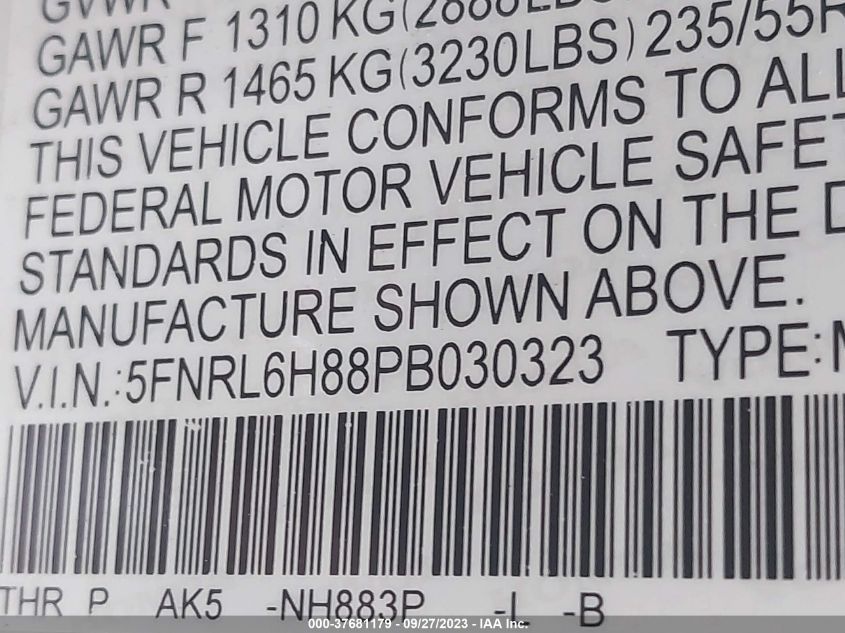 GVWR
GAWR F 1310 KG(2888LBS
GAWR R 1465 KG(3230LBS) 235/55R
THIS VEHICLE CONFORMS TO ALL
FEDERAL MOTOR VEHICLE SAFET
STANDARDS IN EFFECT ON THE D
MANUFACTURE SHOWN ABOVE.
V.I.N.:5FNRL6H88PB030323 TYPE:M
THR P AK5 -NH883P -L -B
000-37681179 - 09/27/2023 - IAA Inc.